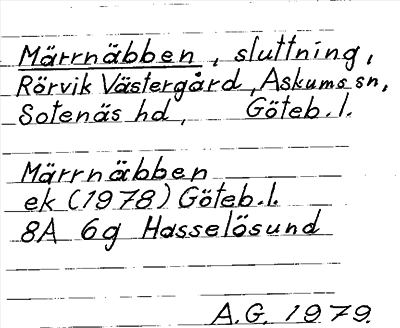 Märrnäbben, sluttning,
Rörvik Västergård, Askums sn,
Sotenäs hd, Göteb.l.
Märrnäbben
ek (1978) Göteb.l.
8A 6g Hasselösund
A.G. 1979.